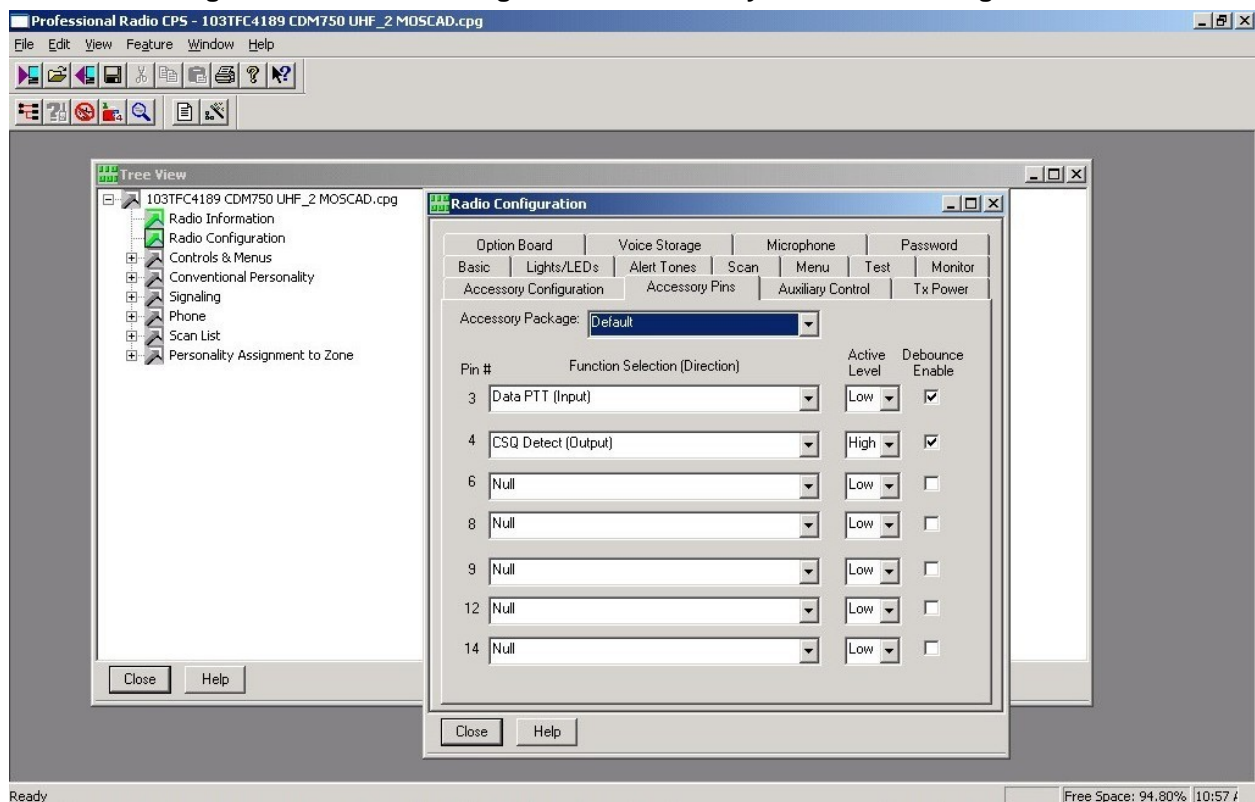 Professional Radio CPS - 103TFC4189 CDM750 UHF_2 MOSCAD.cpg
File Edit View Feature Window Help
Tree View
103TFC4189 CDM750 UHF_2 MOSCAD.cpg
Radio Information
Radio Configuration
Controls & Menus
Conventional Personality
Signaling
Phone
Scan List
Personality Assignment to Zone
Close Help
Radio Configuration
Option Board Voice Storage Microphone Password
Basic Lights/LEDs Alert Tones Scan Menu Test Monitor
Accessory Configuration Accessory Pins Auxiliary Control Tx Power
Accessory Package: Default
Pin # Function Selection (Direction) Active Level Debounce Enable
3 Data PTT (Input) Low
4 CSQ Detect (Output) High
6 Null Low
8 Null Low
9 Null Low
12 Null Low
14 Null Low
Close Help
Ready Free Space: 94.80% 10:57